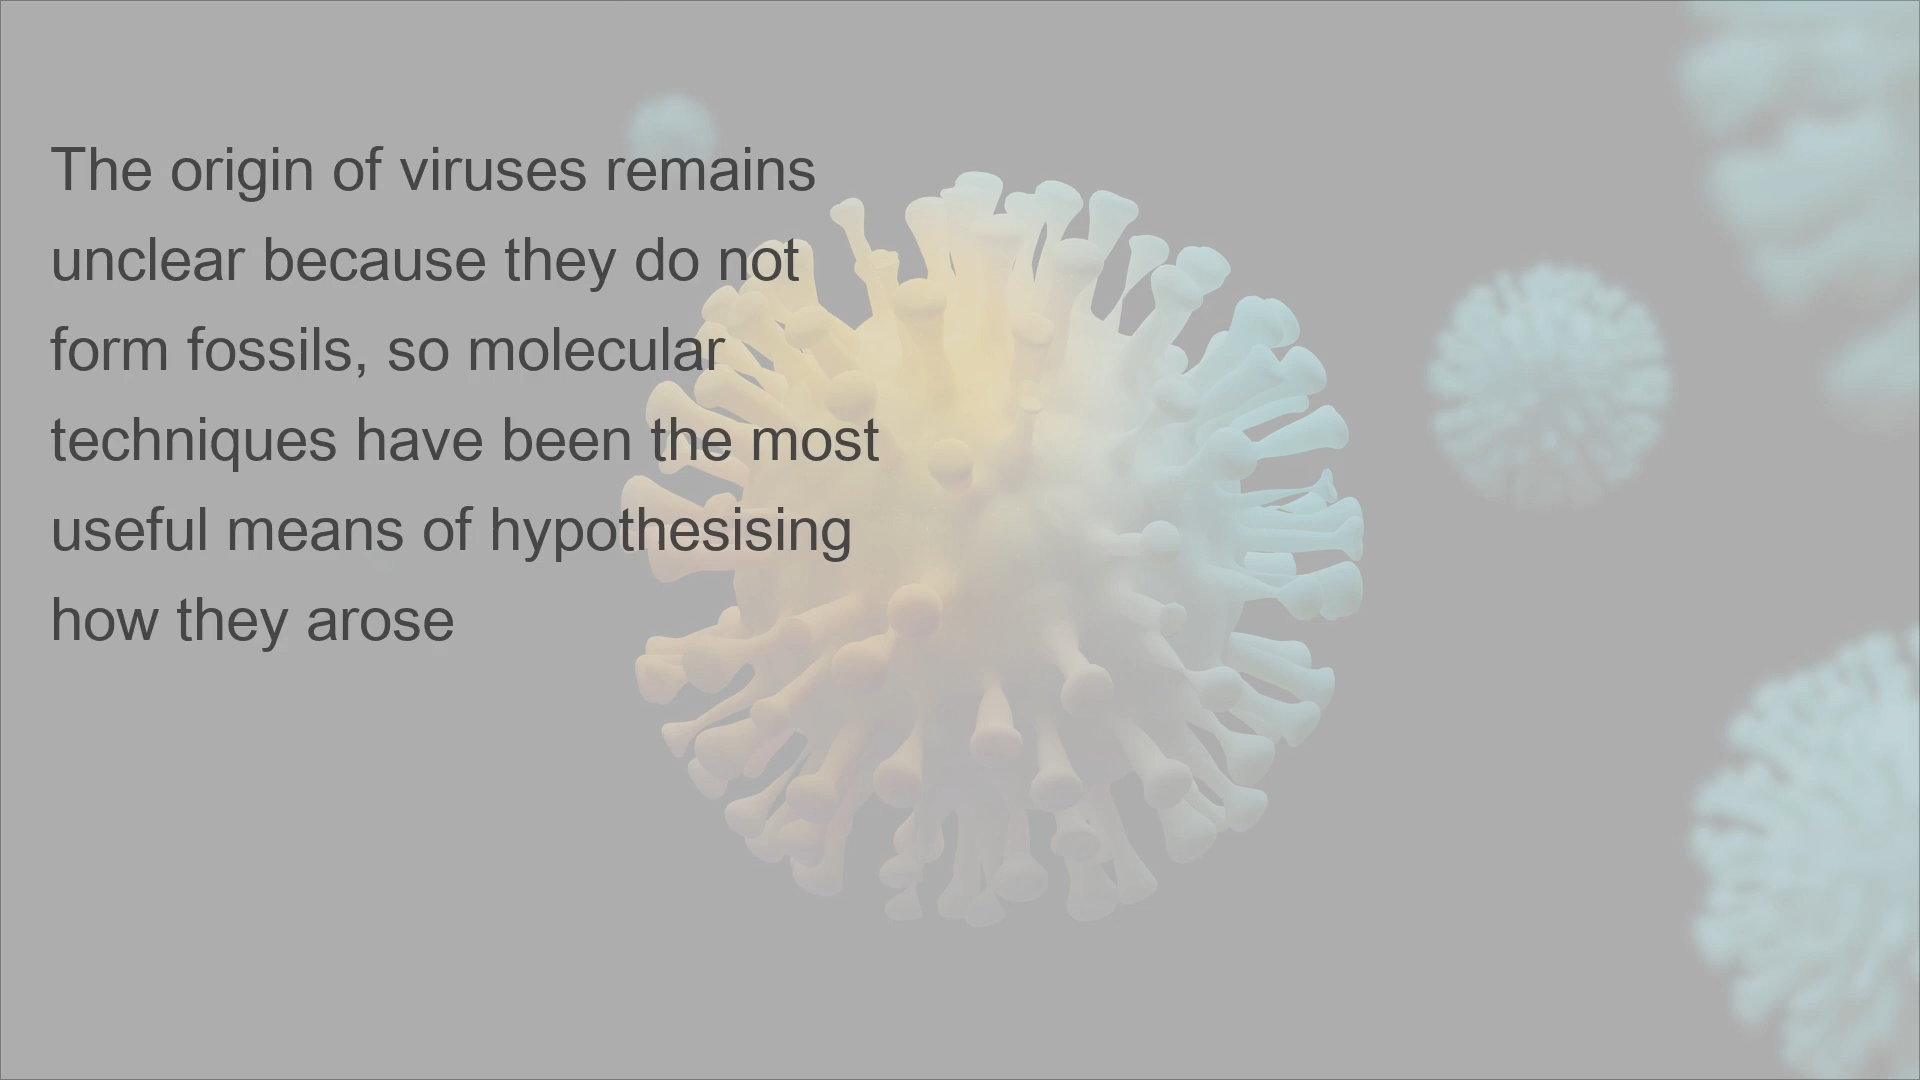 The origin of viruses remains
unclear because they do not
form fossils, so molecular
techniques have been the most
useful means of hypothesising
how they arose